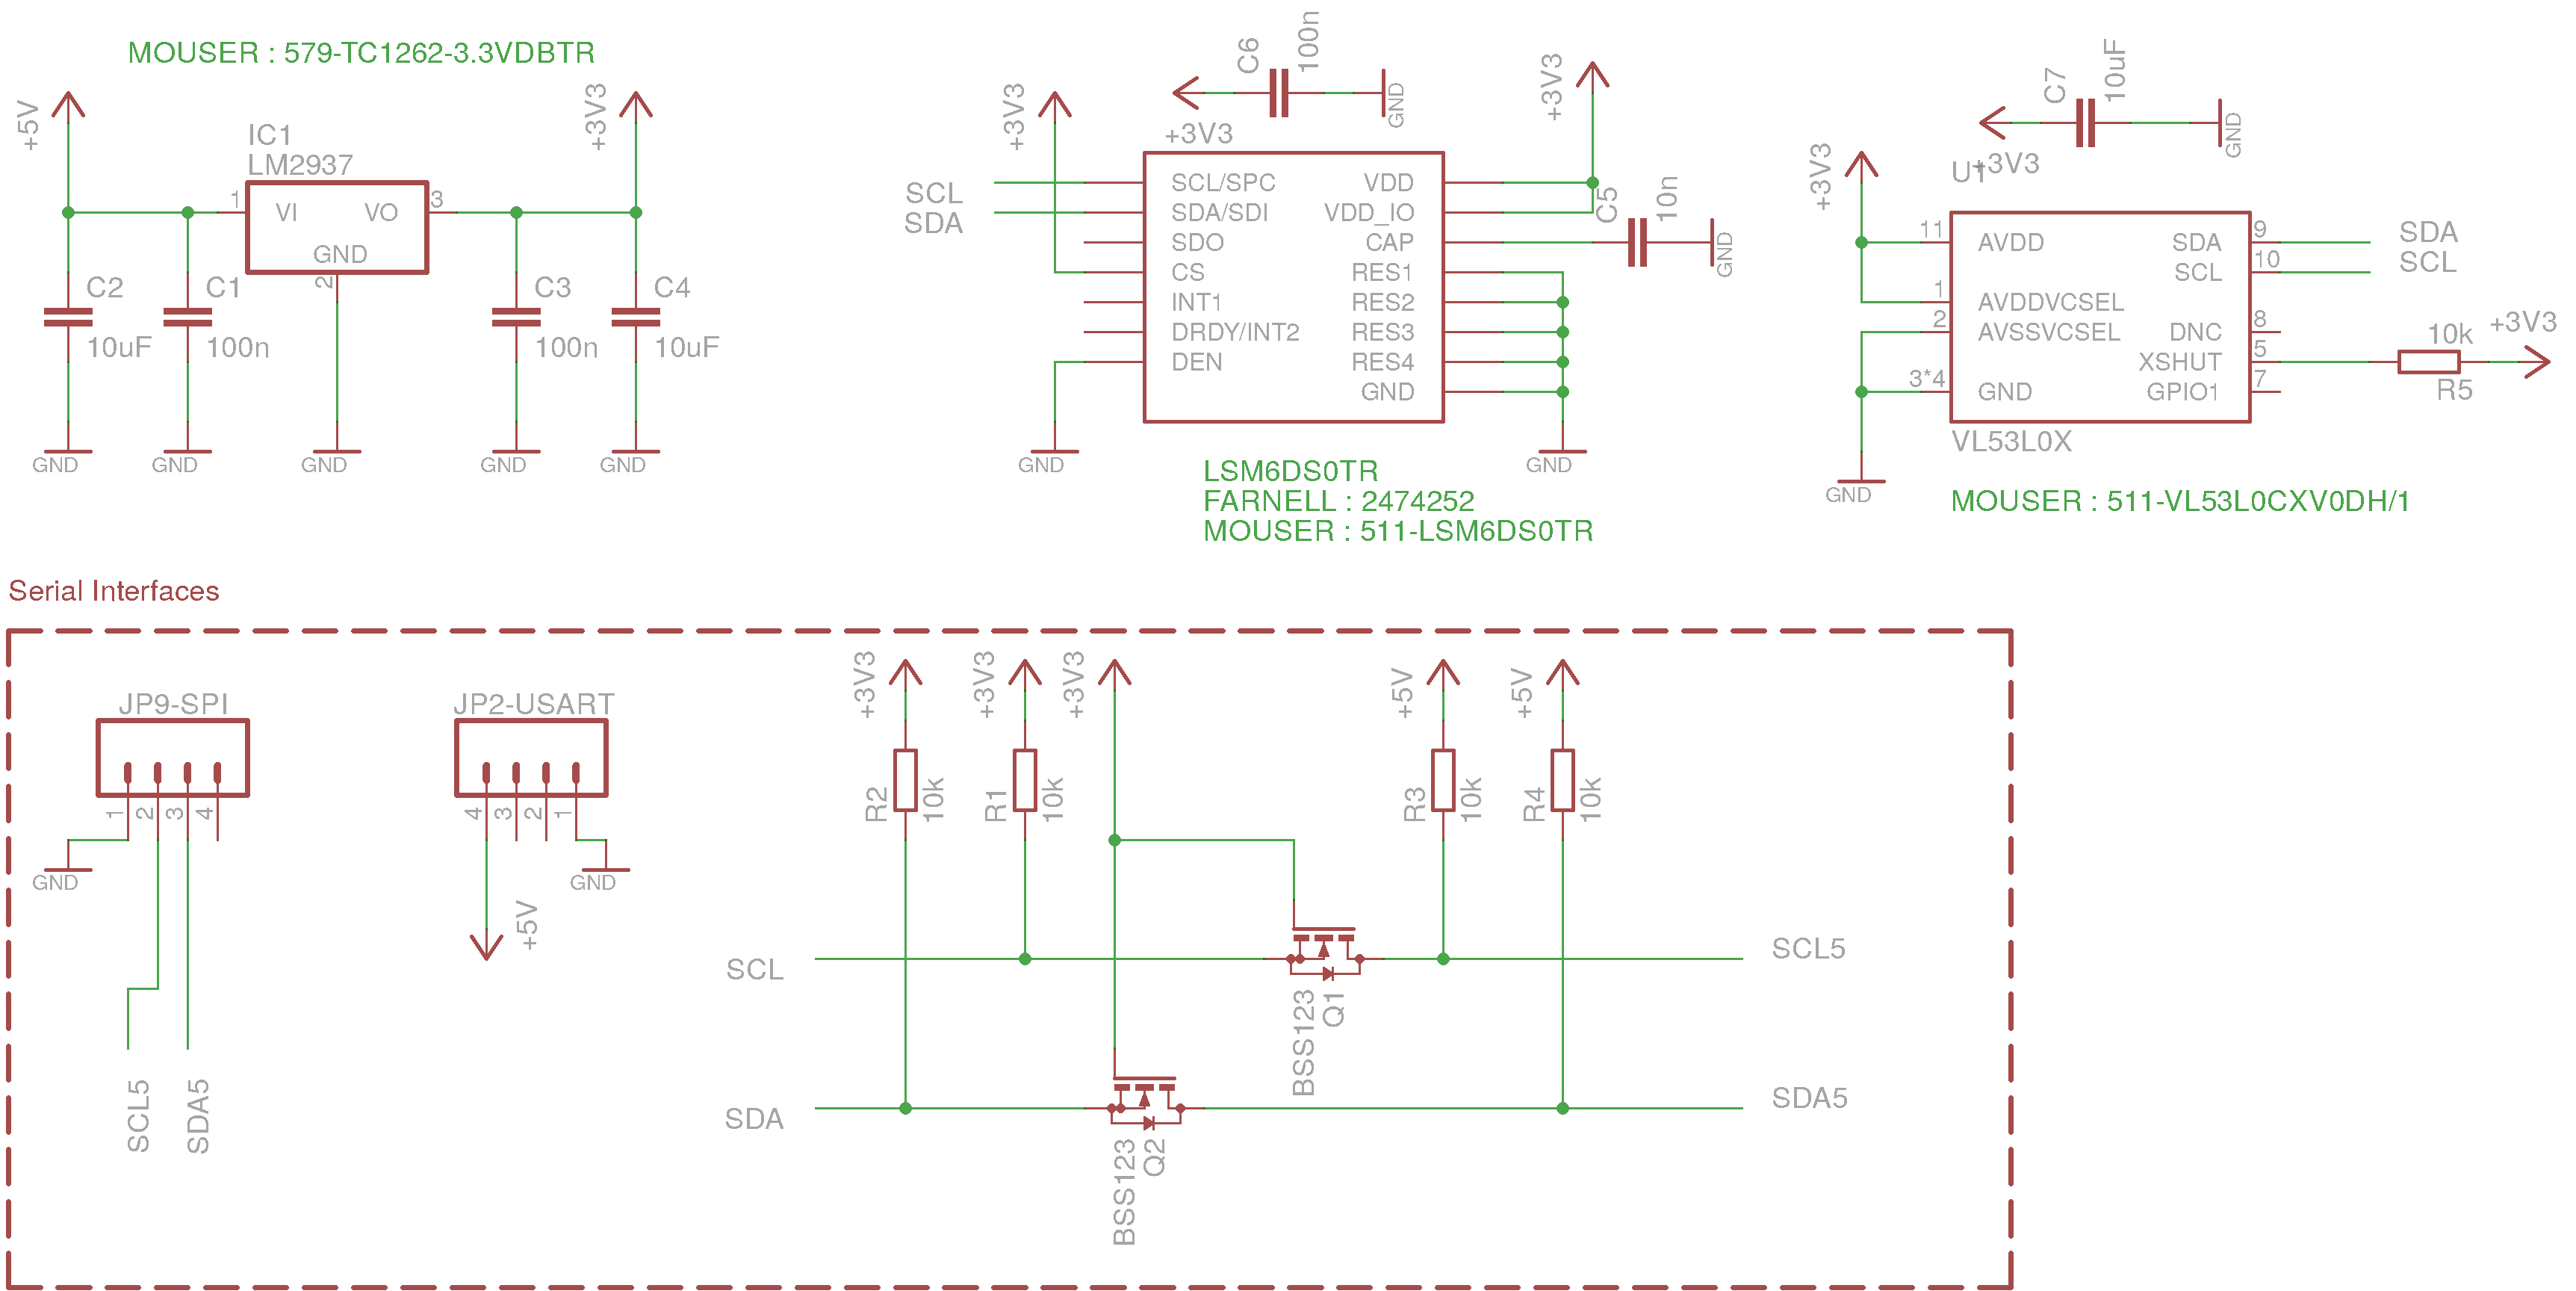 MOUSER : 579-TC1262-3.3VDBTR
+5V
+3V3
IC1
LM2937
1
VI
VO
3
GND
2
C2
10uF
C1
100n
C3
100n
C4
10uF
GND
GND
GND
GND
GND
C6
100n
+3V3
GND
+3V3
+3V3
SCL
SDA
SCL/SPC
SDA/SDI
SDO
CS
INT1
DRDY/INT2
DEN
VDD
VDD_IO
CAP
RES1
RES2
RES3
RES4
GND
C5
10n
GND
GND
GND
LSM6DS0TR
FARNELL : 2474252
MOUSER : 511-LSM6DS0TR
C7
10uF
+3V3
GND
+3V3
U1
11
AVDD
1
AVDDVCSEL
2
AVSSVCSEL
3*4
GND
SDA
9
SCL
10
DNC
8
XSHUT
5
GPIO1
7
SDA
SCL
10k
R5
+3V3
VL53L0X
GND
MOUSER : 511-VL53L0CXV0DH/1
Serial Interfaces
JP9-SPI
1
2
3
4
GND
SCL5
SDA5
JP2-USART
4
3
2
1
+5V
GND
+3V3
+3V3
+3V3
+5V
+5V
R2
10k
R1
10k
R3
10k
R4
10k
SCL
SCL5
BSS123
Q1
SDA
SDA5
BSS123
Q2